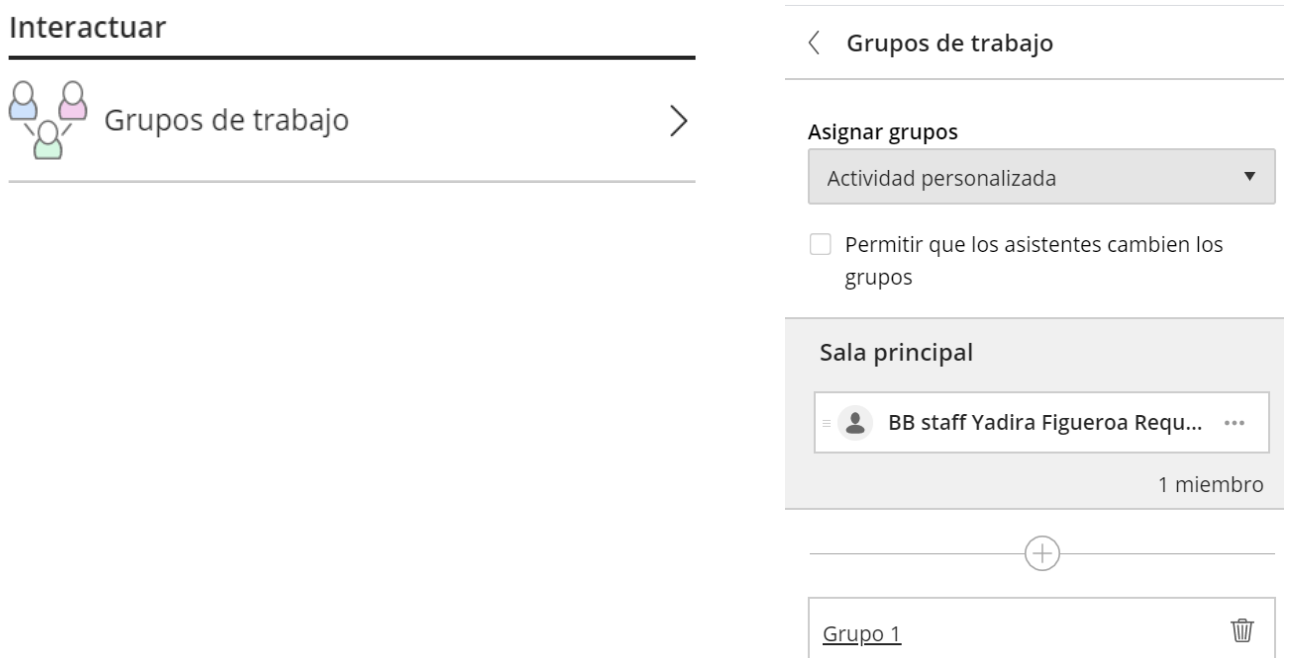 Interactuar
Grupos de trabajo
Grupos de trabajo
Asignar grupos
Actividad personalizada
Permitir que los asistentes cambien los
grupos
Sala principal
BB staff Yadira Figueroa Requ...
1 miembro
Grupo 1